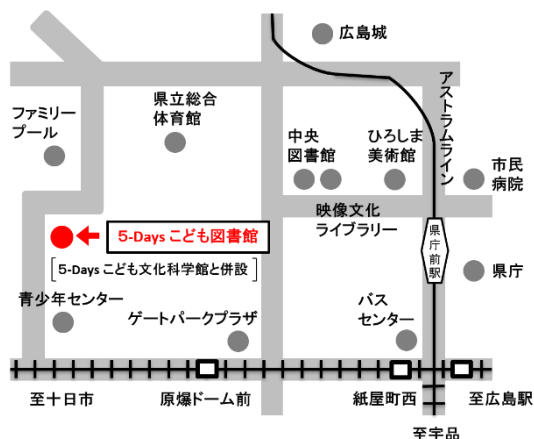 広島城
アストラムライン
ファミリー
プール
県立総合
体育館
中央
図書館
ひろしま
美術館
市民
病院
映像文化
ライブラリー
5-Days こども図書館
[5-Days こども文化科学館と併設]
県庁前駅
県庁
青少年センター
ゲートパークプラザ
バス
センター
至十日市
原爆ドーム前
紙屋町西
至広島駅
至宇品